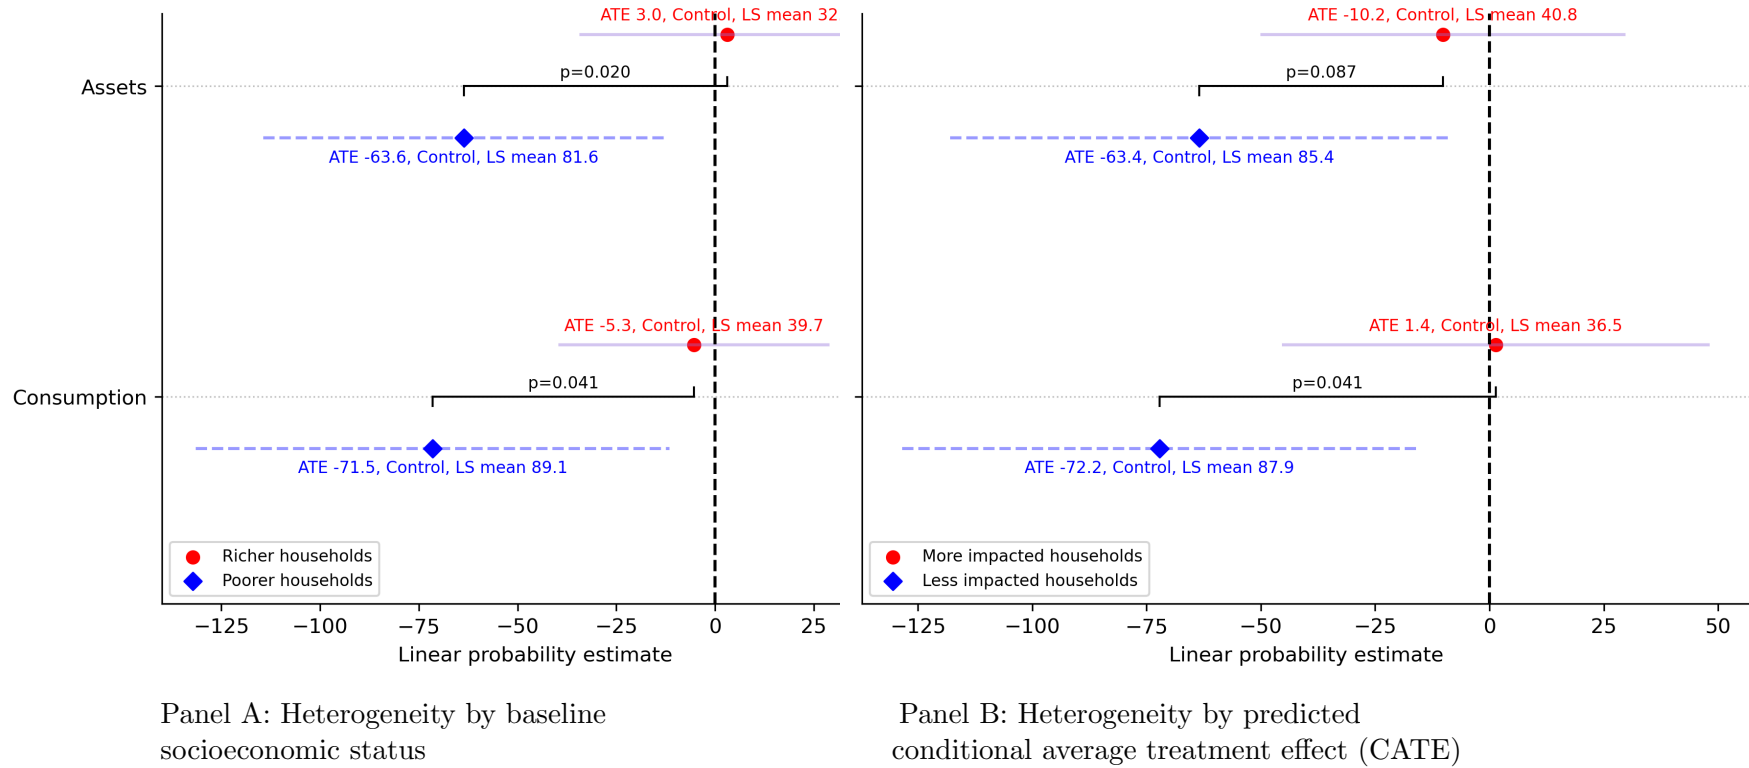 ATE 3.0, Control, LS mean 32
Assets
p=0.020
ATE -63.6, Control, LS mean 81.6
ATE -5.3, Control, LS mean 39.7
Consumption
p=0.041
ATE -71.5, Control, LS mean 89.1
Richer households
Poorer households
−125 −100 −75 −50 −25 0 25
Linear probability estimate
Panel A: Heterogeneity by baseline
socioeconomic status
ATE -10.2, Control, LS mean 40.8
p=0.087
ATE -63.4, Control, LS mean 85.4
ATE 1.4, Control, LS mean 36.5
p=0.041
ATE -72.2, Control, LS mean 87.9
More impacted households
Less impacted households
−125 −100 −75 −50 −25 0 25 50
Linear probability estimate
Panel B: Heterogeneity by predicted
conditional average treatment effect (CATE)